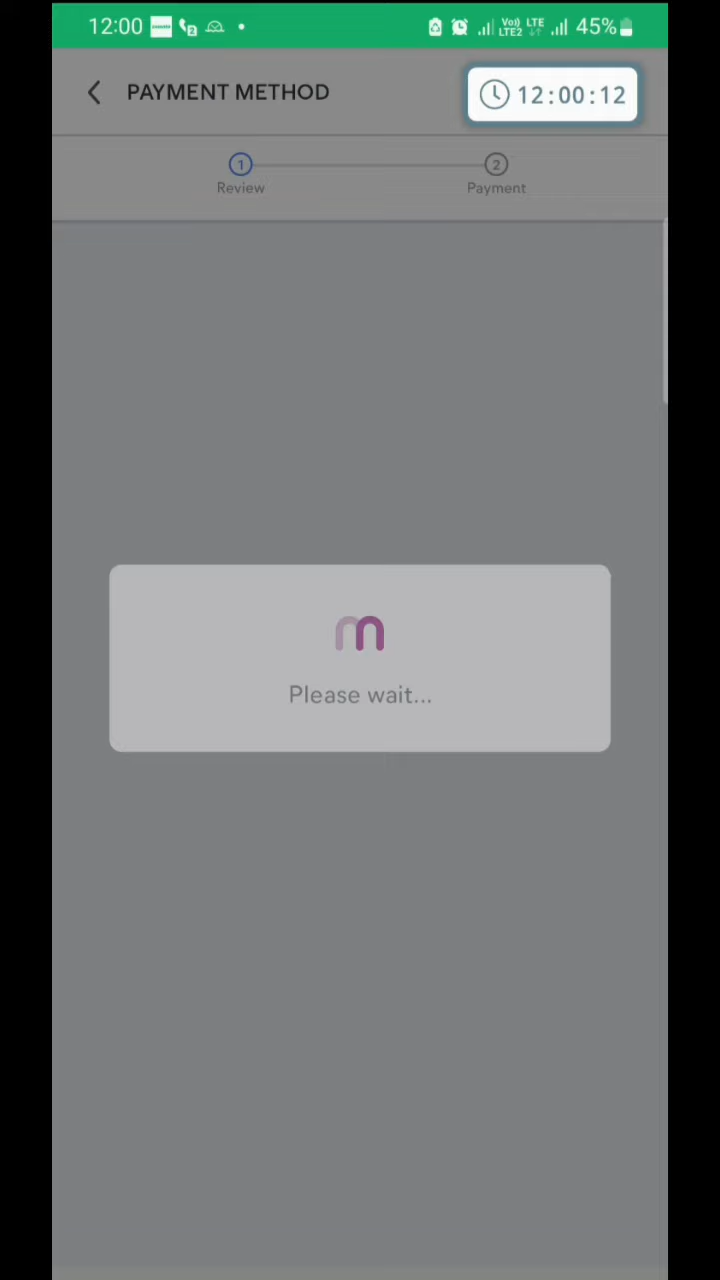 12:00 45%
PAYMENT METHOD 12:00:12
1 2
Review Payment
Please wait...